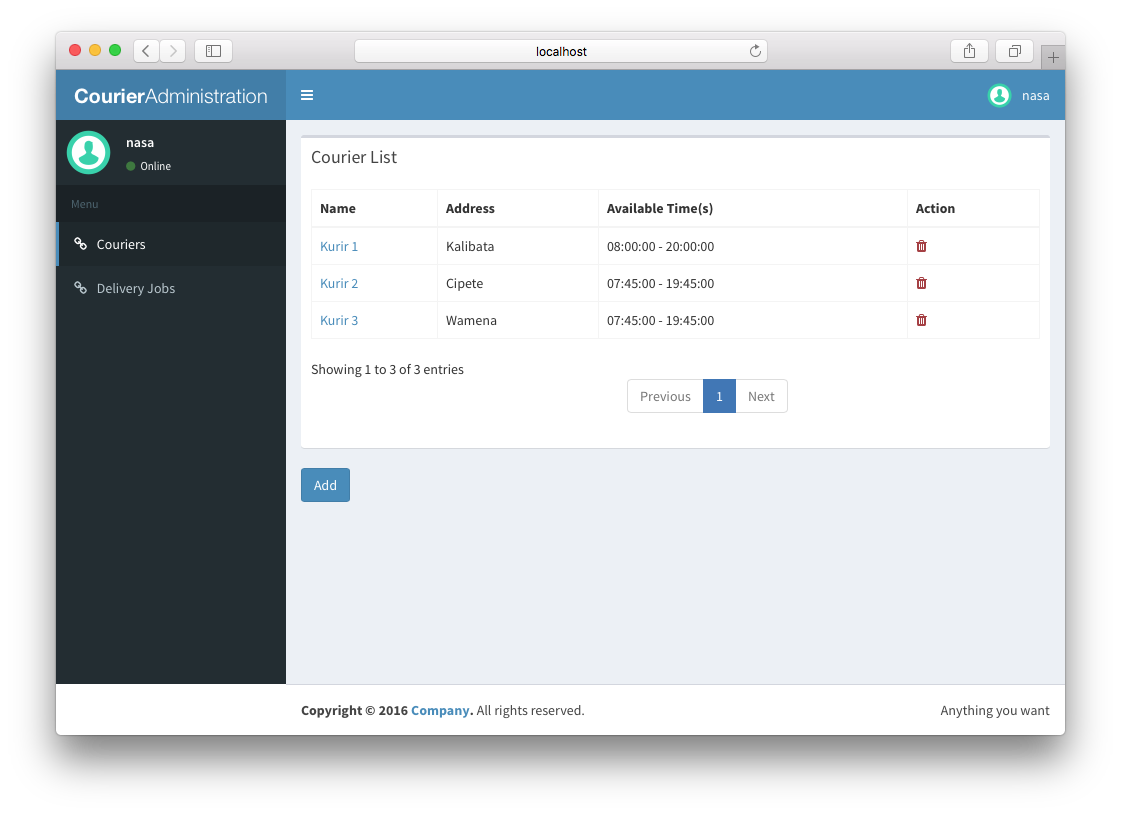 localhost
CourierAdministration
nasa
nasa
Online
Menu
Couriers
Delivery Jobs
Courier List
Name Address Available Time(s) Action
Kurir 1 Kalibata 08:00:00 - 20:00:00
Kurir 2 Cipete 07:45:00 - 19:45:00
Kurir 3 Wamena 07:45:00 - 19:45:00
Showing 1 to 3 of 3 entries
Previous 1 Next
Add
Copyright © 2016 Company. All rights reserved. Anything you want